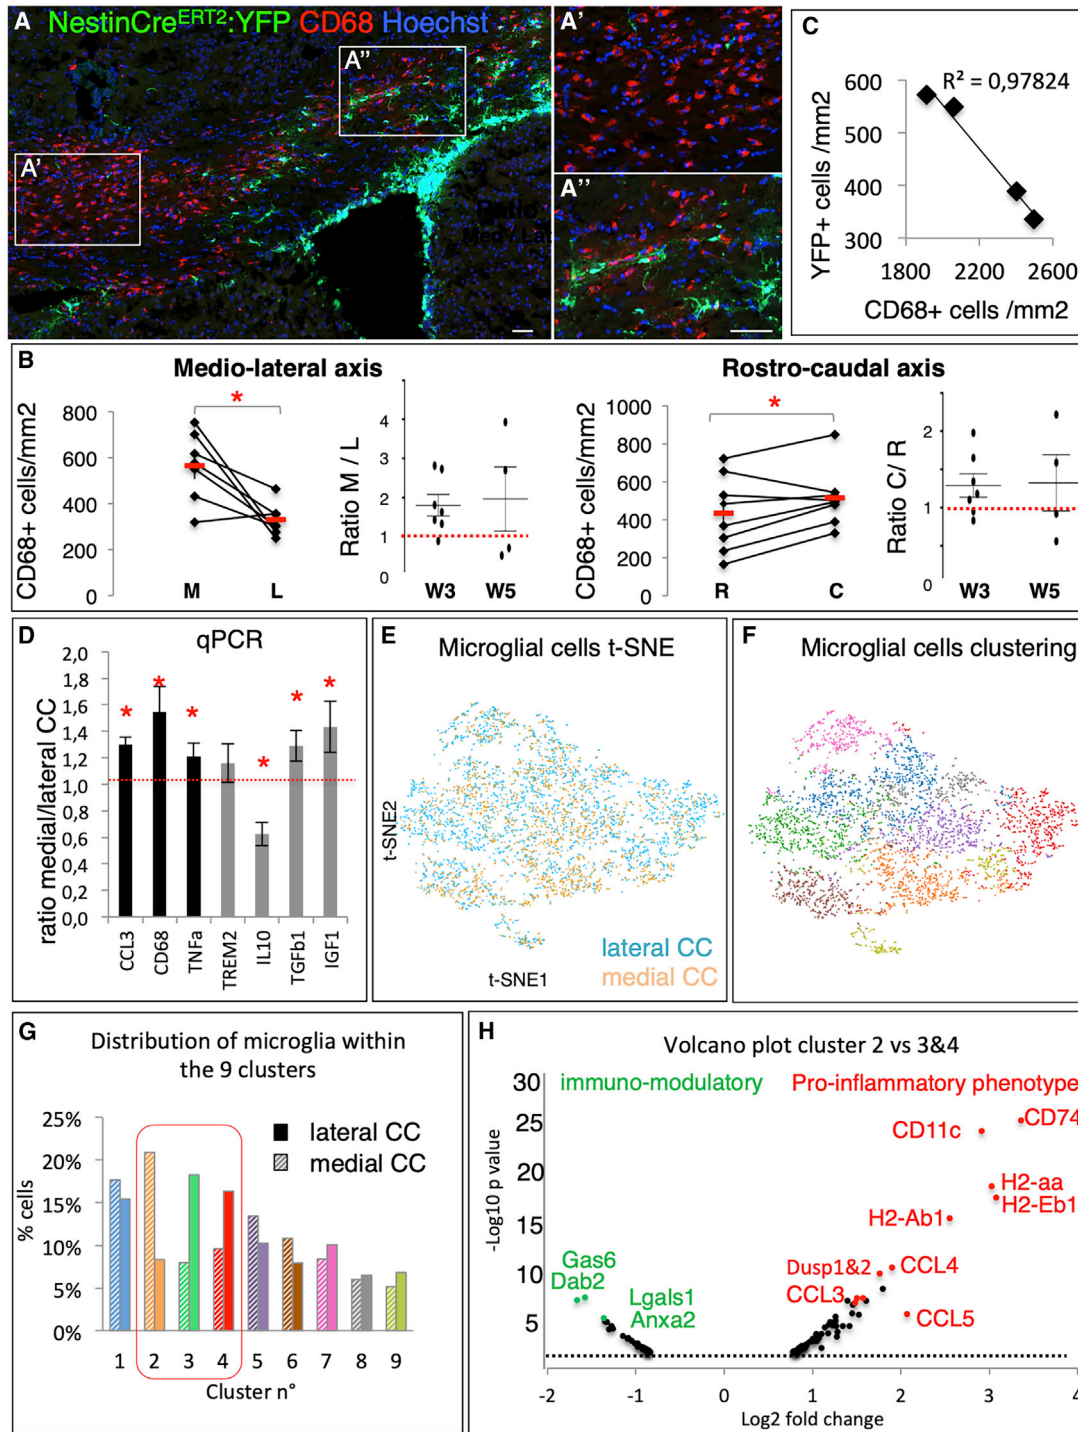 A NestinCreERT2:YFP CD68 Hoechst
A''
A'
A'
A''
C
R² = 0,97824
YFP+ cells /mm2
600
500
400
300
1800 2200 2600
CD68+ cells /mm2
B
Medio-lateral axis
Rostro-caudal axis
CD68+ cells/mm2
800
600
400
200
0
*
M L
Ratio M / L
5
4
3
2
1
0
W3 W5
CD68+ cells/mm2
1000
800
600
400
200
0
*
R C
Ratio C/ R
2
1
0
W3 W5
D
qPCR
ratio medial/lateral CC
2,0
1,8
1,6
1,4
1,2
1,0
0,8
0,6
0,4
0,2
0,0
* * * * * *
CCL3 CD68 TNFa TREM2 IL10 TGFb1 IGF1
E
Microglial cells t-SNE
t-SNE2
t-SNE1
lateral CC
medial CC
F
Microglial cells clustering
G
Distribution of microglia within
the 9 clusters
% cells
25%
20%
15%
10%
5%
0%
lateral CC
medial CC
1 2 3 4 5 6 7 8 9
Cluster n°
H
Volcano plot cluster 2 vs 3&4
-Log10 p value
30
25
20
15
10
5
immuno-modulatory
Pro-inflammatory phenotype
CD11c
CD74
H2-aa
H2-Eb1
H2-Ab1
Dusp1&2
CCL4
CCL3
CCL5
Gas6
Dab2
Lgals1
Anxa2
-2 -1 0 1 2 3 4
Log2 fold change